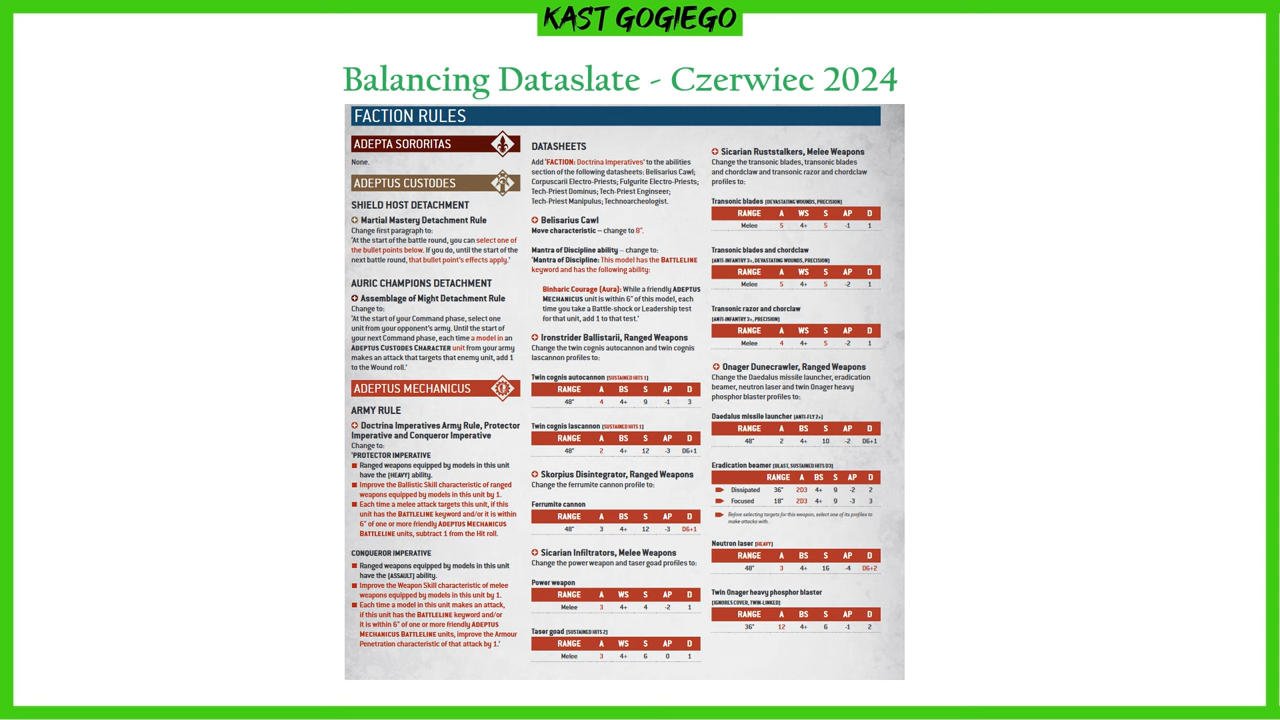 KAST GOGIEGO
Balancing Dataslate - Czerwiec 2024
FACTION RULES
ADEPTA SORORITAS
None.
ADEPTUS CUSTODES
SHIELD HOST DETACHMENT
Martial Mastery Detachment Rule
Change first paragraph to:
'At the start of the battle round, you can select one of
the bullet points below. If you do, until the start of the
next battle round, that bullet point's effects apply.'
AURIC CHAMPIONS DETACHMENT
Assemblage of Might Detachment Rule
Change to:
'At the start of your Command phase, select one
unit from your opponent's army. Until the start of
your next Command phase, each time a model in an
ADEPTUS CUSTODES CHARACTER unit from your army
makes an attack that targets that enemy unit, add 1
to the Wound roll.'
ADEPTUS MECHANICUS
ARMY RULE
Doctrina Imperatives Army Rule, Protector
Imperative and Conqueror Imperative
Change to:
'PROTECTOR IMPERATIVE
Ranged weapons equipped by models in this unit
have the [HEAVY] ability.
Improve the Ballistic Skill characteristic of ranged
weapons equipped by models in this unit by 1.
Each time a melee attack targets this unit, if this
unit has the BATTLELINE keyword and/or it is within
6" of one or more friendly ADEPTUS MECHANICUS
BATTLELINE units, subtract 1 from the Hit roll.
CONQUEROR IMPERATIVE
Ranged weapons equipped by models in this unit
have the [ASSAULT] ability.
Improve the Weapon Skill characteristic of melee
weapons equipped by models in this unit by 1.
Each time a model in this unit makes an attack,
if this unit has the BATTLELINE keyword and/or
it is within 6" of one or more friendly ADEPTUS
MECHANICUS BATTLELINE units, improve the Armour
Penetration characteristic of that attack by 1.'
DATASHEETS
Add 'FACTION: Doctrina Imperatives' to the abilities
section of the following datasheets: Belisarius Cawl;
Corpuscarii Electro-Priests; Fulgurite Electro-Priests;
Tech-Priest Dominus; Tech-Priest Engineer;
Tech-Priest Manipulus; Technoarcheologist.
Belisarius Cawl
Move characteristic – change to 8".
Mantra of Discipline ability – change to:
'Mantra of Discipline: This model has the BATTLELINE
keyword and has the following ability:
Binharic Courage (Aura): While a friendly ADEPTUS
MECHANICUS unit is within 6" of this model, each
time you take a Battle-shock or Leadership test
for that unit, add 1 to that test.'
Ironstrider Ballistarii, Ranged Weapons
Change the twin cognis autocannon and twin cognis
lascannon profiles to:
Twin cognis autocannon [SUSTAINED HITS 1]
RANGE A BS S AP D
48" 4 4+ 9 -1 3
Twin cognis lascannon [SUSTAINED HITS 1]
RANGE A BS S AP D
48" 2 4+ 12 -3 D6+1
Skorpius Disintegrator, Ranged Weapons
Change the ferrumite cannon profile to:
Ferrumite cannon
RANGE A BS S AP D
48" 3 4+ 12 -3 D6+1
Sicarian Infiltrators, Melee Weapons
Change the power weapon and taser goad profiles to:
Power weapon
RANGE A WS S AP D
Melee 3 4+ 4 -2 1
Taser goad [SUSTAINED HITS 2]
RANGE A WS S AP D
Melee 3 4+ 6 0 1
Sicarian Ruststalkers, Melee Weapons
Change the transonic blades, transonic blades
and chordclaw and transonic razor and chordclaw
profiles to:
Transonic blades [DEVASTATING WOUNDS, PRECISION]
RANGE A WS S AP D
Melee 5 4+ 5 -1 1
Transonic blades and chordclaw
[ANTI-INFANTRY 3+, DEVASTATING WOUNDS, PRECISION]
RANGE A WS S AP D
Melee 5 4+ 5 -2 1
Transonic razor and chorclaw
[ANTI-INFANTRY 3+, PRECISION]
RANGE A WS S AP D
Melee 4 4+ 5 -2 1
Onager Dunecrawler, Ranged Weapons
Change the Daedalus missile launcher, eradication
beamer, neutron laser and twin Onager heavy
phosphor blaster profiles to:
Daedalus missile launcher [ANTI-FLY 2+]
RANGE A BS S AP D
48" 2 4+ 10 -2 D6+1
Eradication beamer [BLAST, SUSTAINED HITS D3]
RANGE A BS S AP D
Dissipated 36" 2D3 4+ 9 -2 2
Focused 18" 2D3 4+ 9 -3 3
Before selecting targets for this weapon, select one of its profiles to
make attacks with.
Neutron laser [HEAVY]
RANGE A BS S AP D
48" 3 4+ 16 -4 D6+2
Twin Onager heavy phosphor blaster
[IGNORES COVER, TWIN-LINKED]
RANGE A BS S AP D
36" 12 4+ 6 -1 2